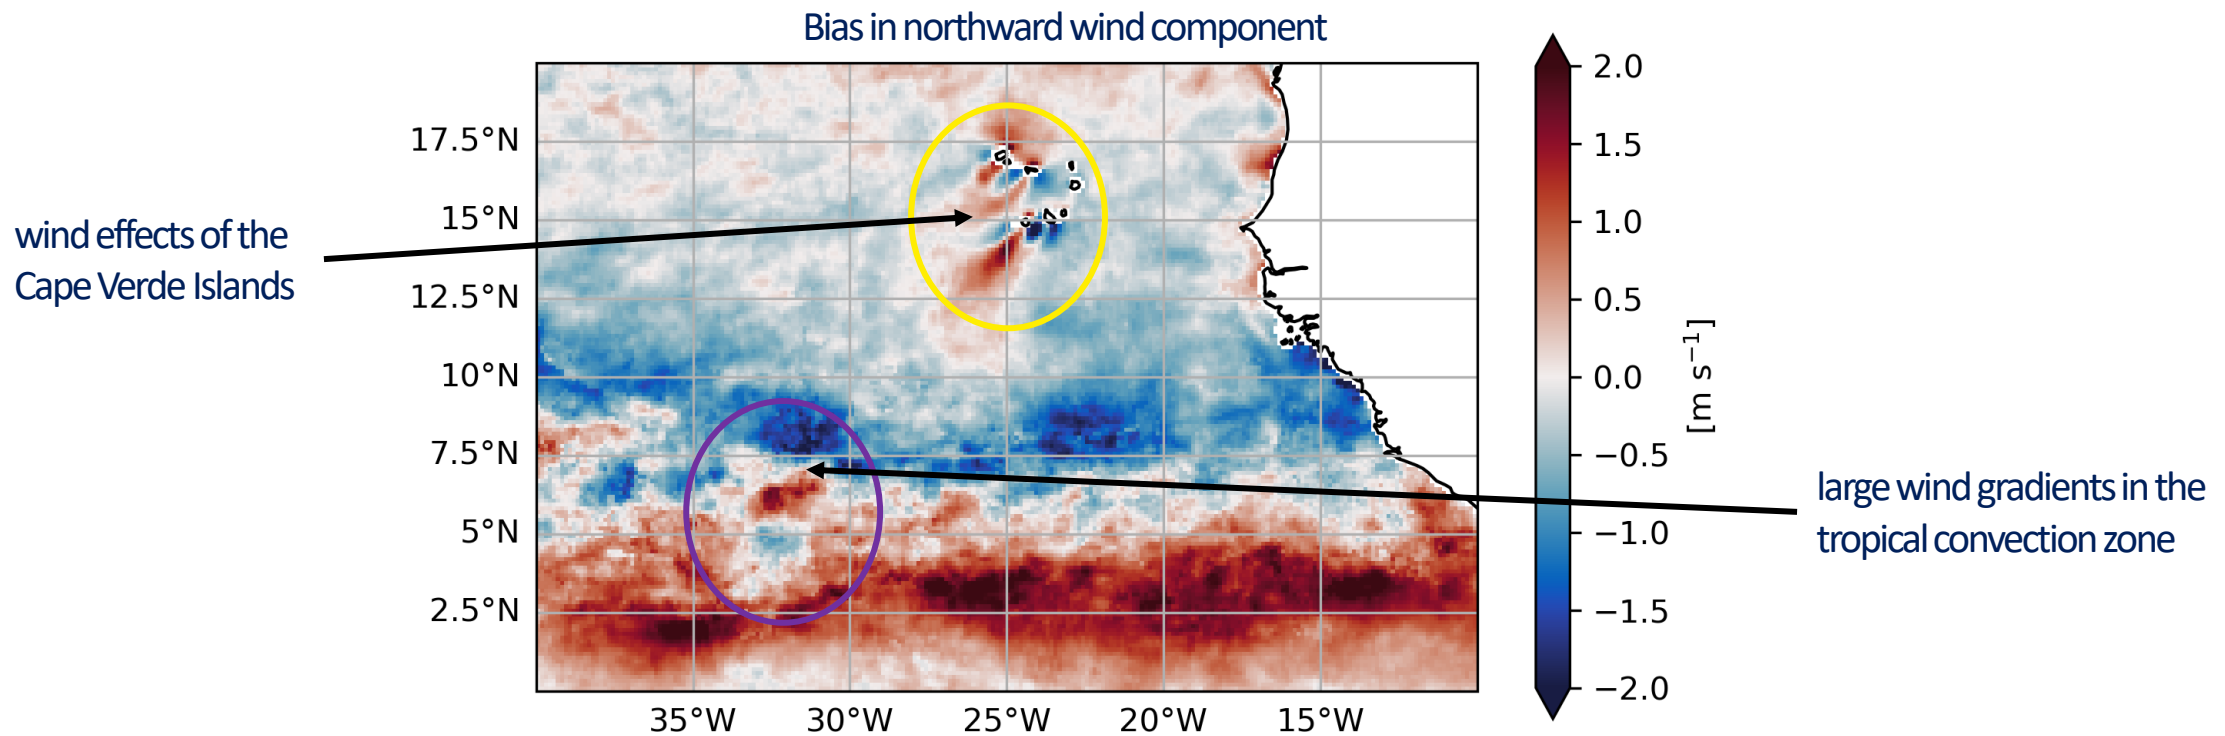 Bias in northward wind component
wind effects of the
Cape Verde Islands
17.5°N
15°N
12.5°N
10°N
7.5°N
5°N
2.5°N
35°W
30°W
25°W
20°W
15°W
2.0
1.5
1.0
0.5
0.0
−0.5
−1.0
−1.5
−2.0
[m s⁻¹]
large wind gradients in the
tropical convection zone